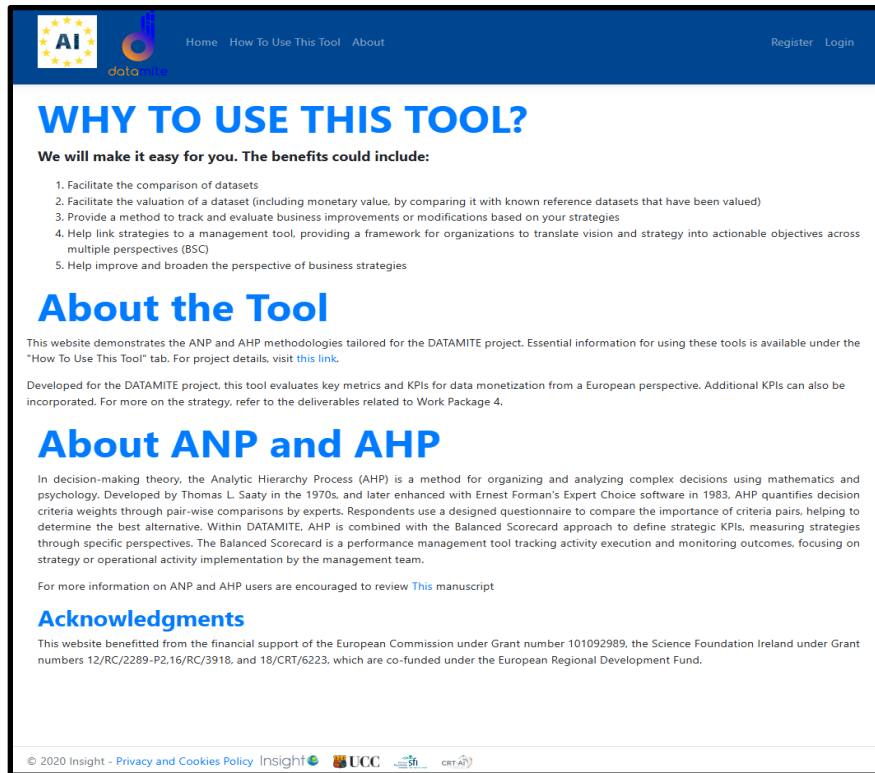 AI
datamite
Home How To Use This Tool About
Register Login
WHY TO USE THIS TOOL?
We will make it easy for you. The benefits could include:
1. Facilitate the comparison of datasets
2. Facilitate the valuation of a dataset (including monetary value, by comparing it with known reference datasets that have been valued)
3. Provide a method to track and evaluate business improvements or modifications based on your strategies
4. Help link strategies to a management tool, providing a framework for organizations to translate vision and strategy into actionable objectives across
multiple perspectives (BSC)
5. Help improve and broaden the perspective of business strategies
About the Tool
This website demonstrates the ANP and AHP methodologies tailored for the DATAMITE project. Essential information for using these tools is available under the
"How To Use This Tool" tab. For project details, visit this link.
Developed for the DATAMITE project, this tool evaluates key metrics and KPIs for data monetization from a European perspective. Additional KPIs can also be
incorporated. For more on the strategy, refer to the deliverables related to Work Package 4.
About ANP and AHP
In decision-making theory, the Analytic Hierarchy Process (AHP) is a method for organizing and analyzing complex decisions using mathematics and
psychology. Developed by Thomas L. Saaty in the 1970s, and later enhanced with Ernest Forman's Expert Choice software in 1983, AHP quantifies decision
criteria weights through pair-wise comparisons by experts. Respondents use a designed questionnaire to compare the importance of criteria pairs, helping to
determine the best alternative. Within DATAMITE, AHP is combined with the Balanced Scorecard approach to define strategic KPIs, measuring strategies
through specific perspectives. The Balanced Scorecard is a performance management tool tracking activity execution and monitoring outcomes, focusing on
strategy or operational activity implementation by the management team.
For more information on ANP and AHP users are encouraged to review This manuscript
Acknowledgments
This website benefitted from the financial support of the European Commission under Grant number 101092989, the Science Foundation Ireland under Grant
numbers 12/RC/2289-P2,16/RC/3918, and 18/CRT/6223, which are co-funded under the European Regional Development Fund.
© 2020 Insight - Privacy and Cookies Policy Insight UCC sfi CRT-AI